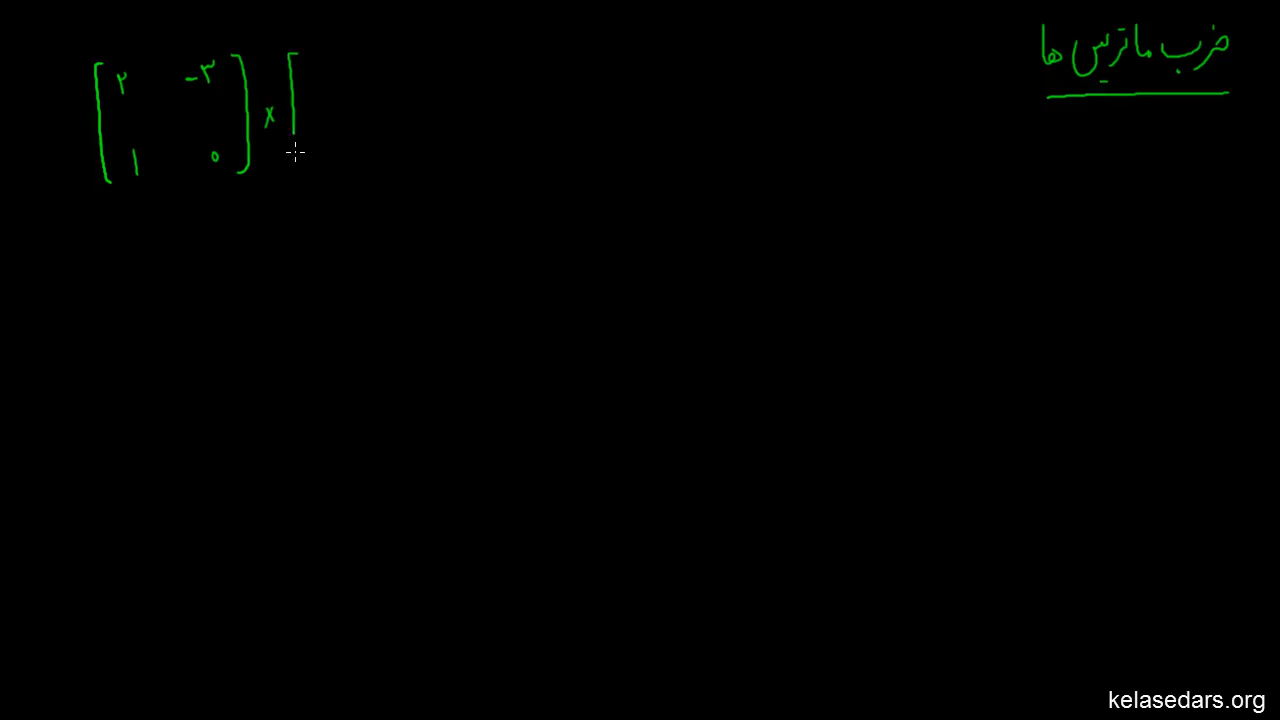 ضرب ماتریس ها
[۲ -۳] × [
[۱ ۰]
kelasedars.org